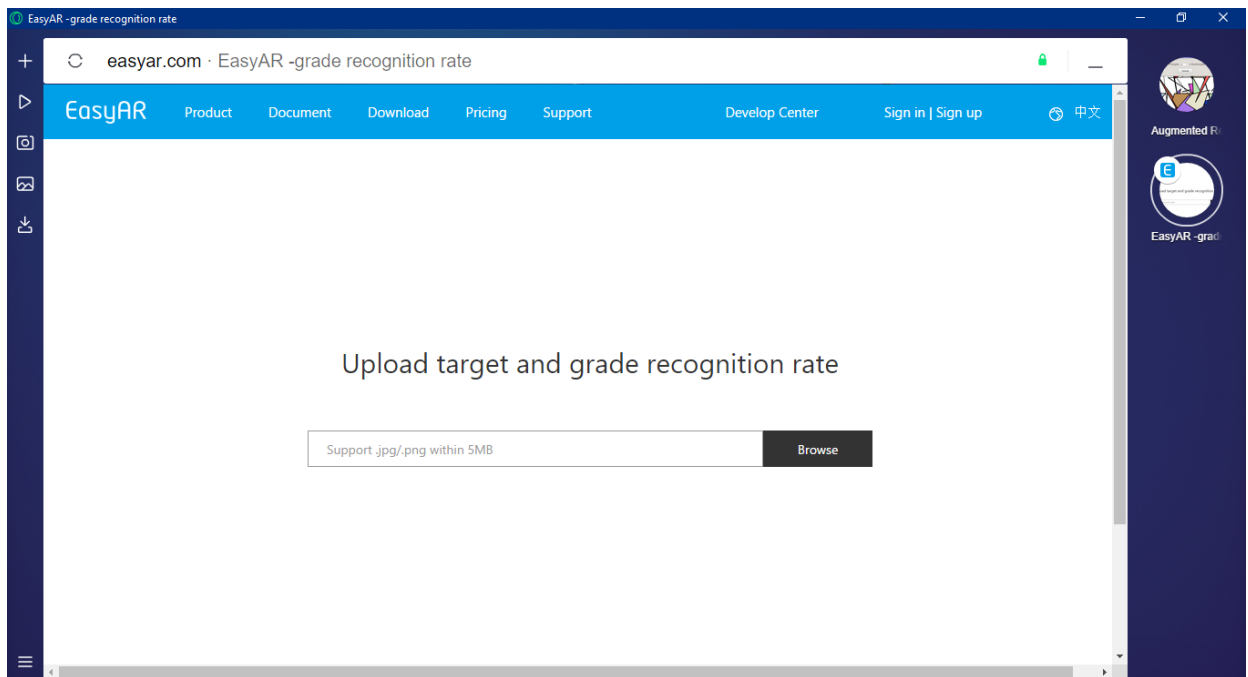 EasyAR -grade recognition rate
easyar.com · EasyAR -grade recognition rate
EasyAR Product Document Download Pricing Support Develop Center Sign in | Sign up 中文
Augmented R
E
EasyAR -grad
Upload target and grade recognition rate
Support .jpg/.png within 5MB Browse